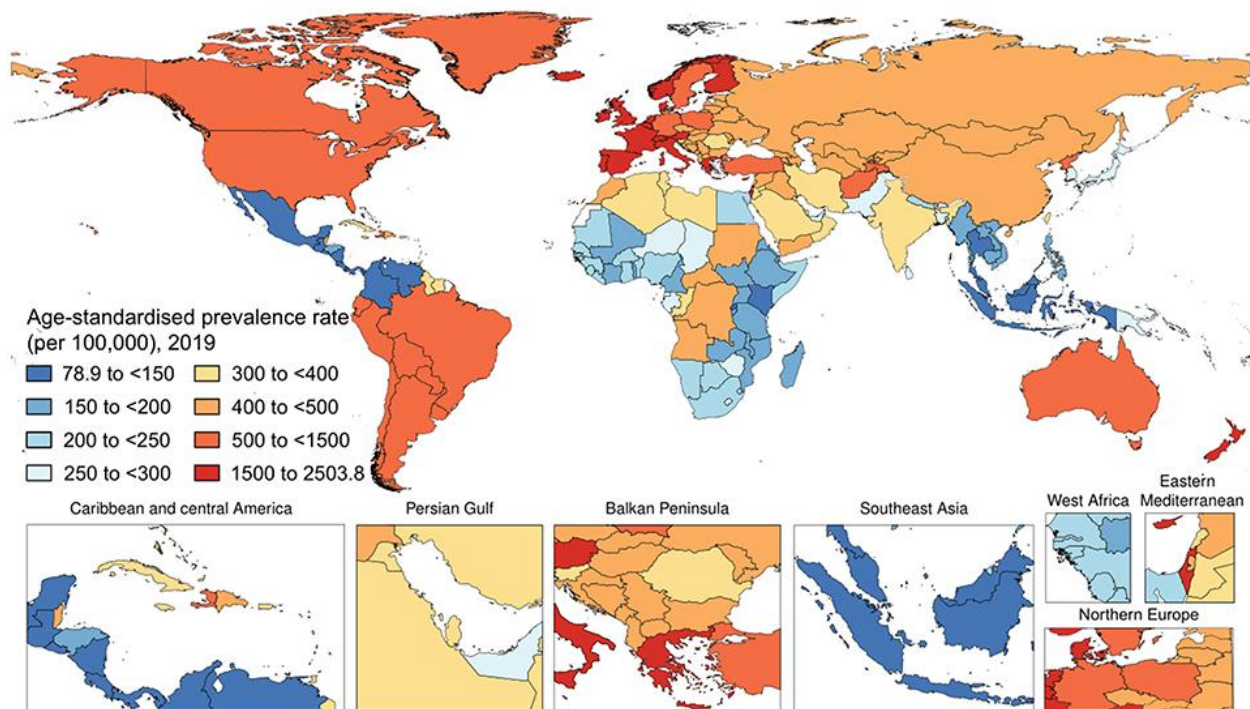 Age-standardised prevalence rate
(per 100,000), 2019
78.9 to <150
150 to <200
200 to <250
250 to <300
300 to <400
400 to <500
500 to <1500
1500 to 2503.8
Caribbean and central America
Persian Gulf
Balkan Peninsula
Southeast Asia
West Africa
Eastern
Mediterranean
Northern Europe